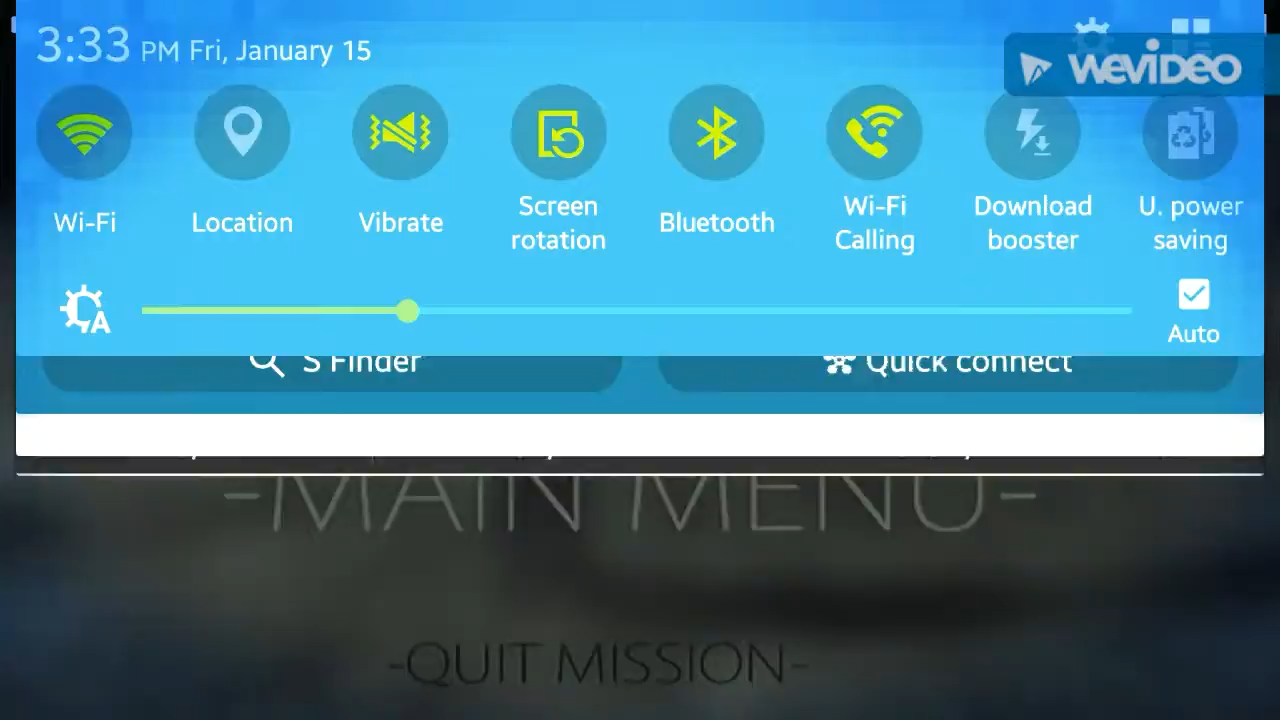 3:33 PM Fri, January 15
WEVIDEO
Wi-Fi
Location
Vibrate
Screen
rotation
Bluetooth
Wi-Fi
Calling
Download
booster
U. power
saving
A
Auto
S Finder
Quick connect
-MAIN MENU-
-QUIT MISSION-